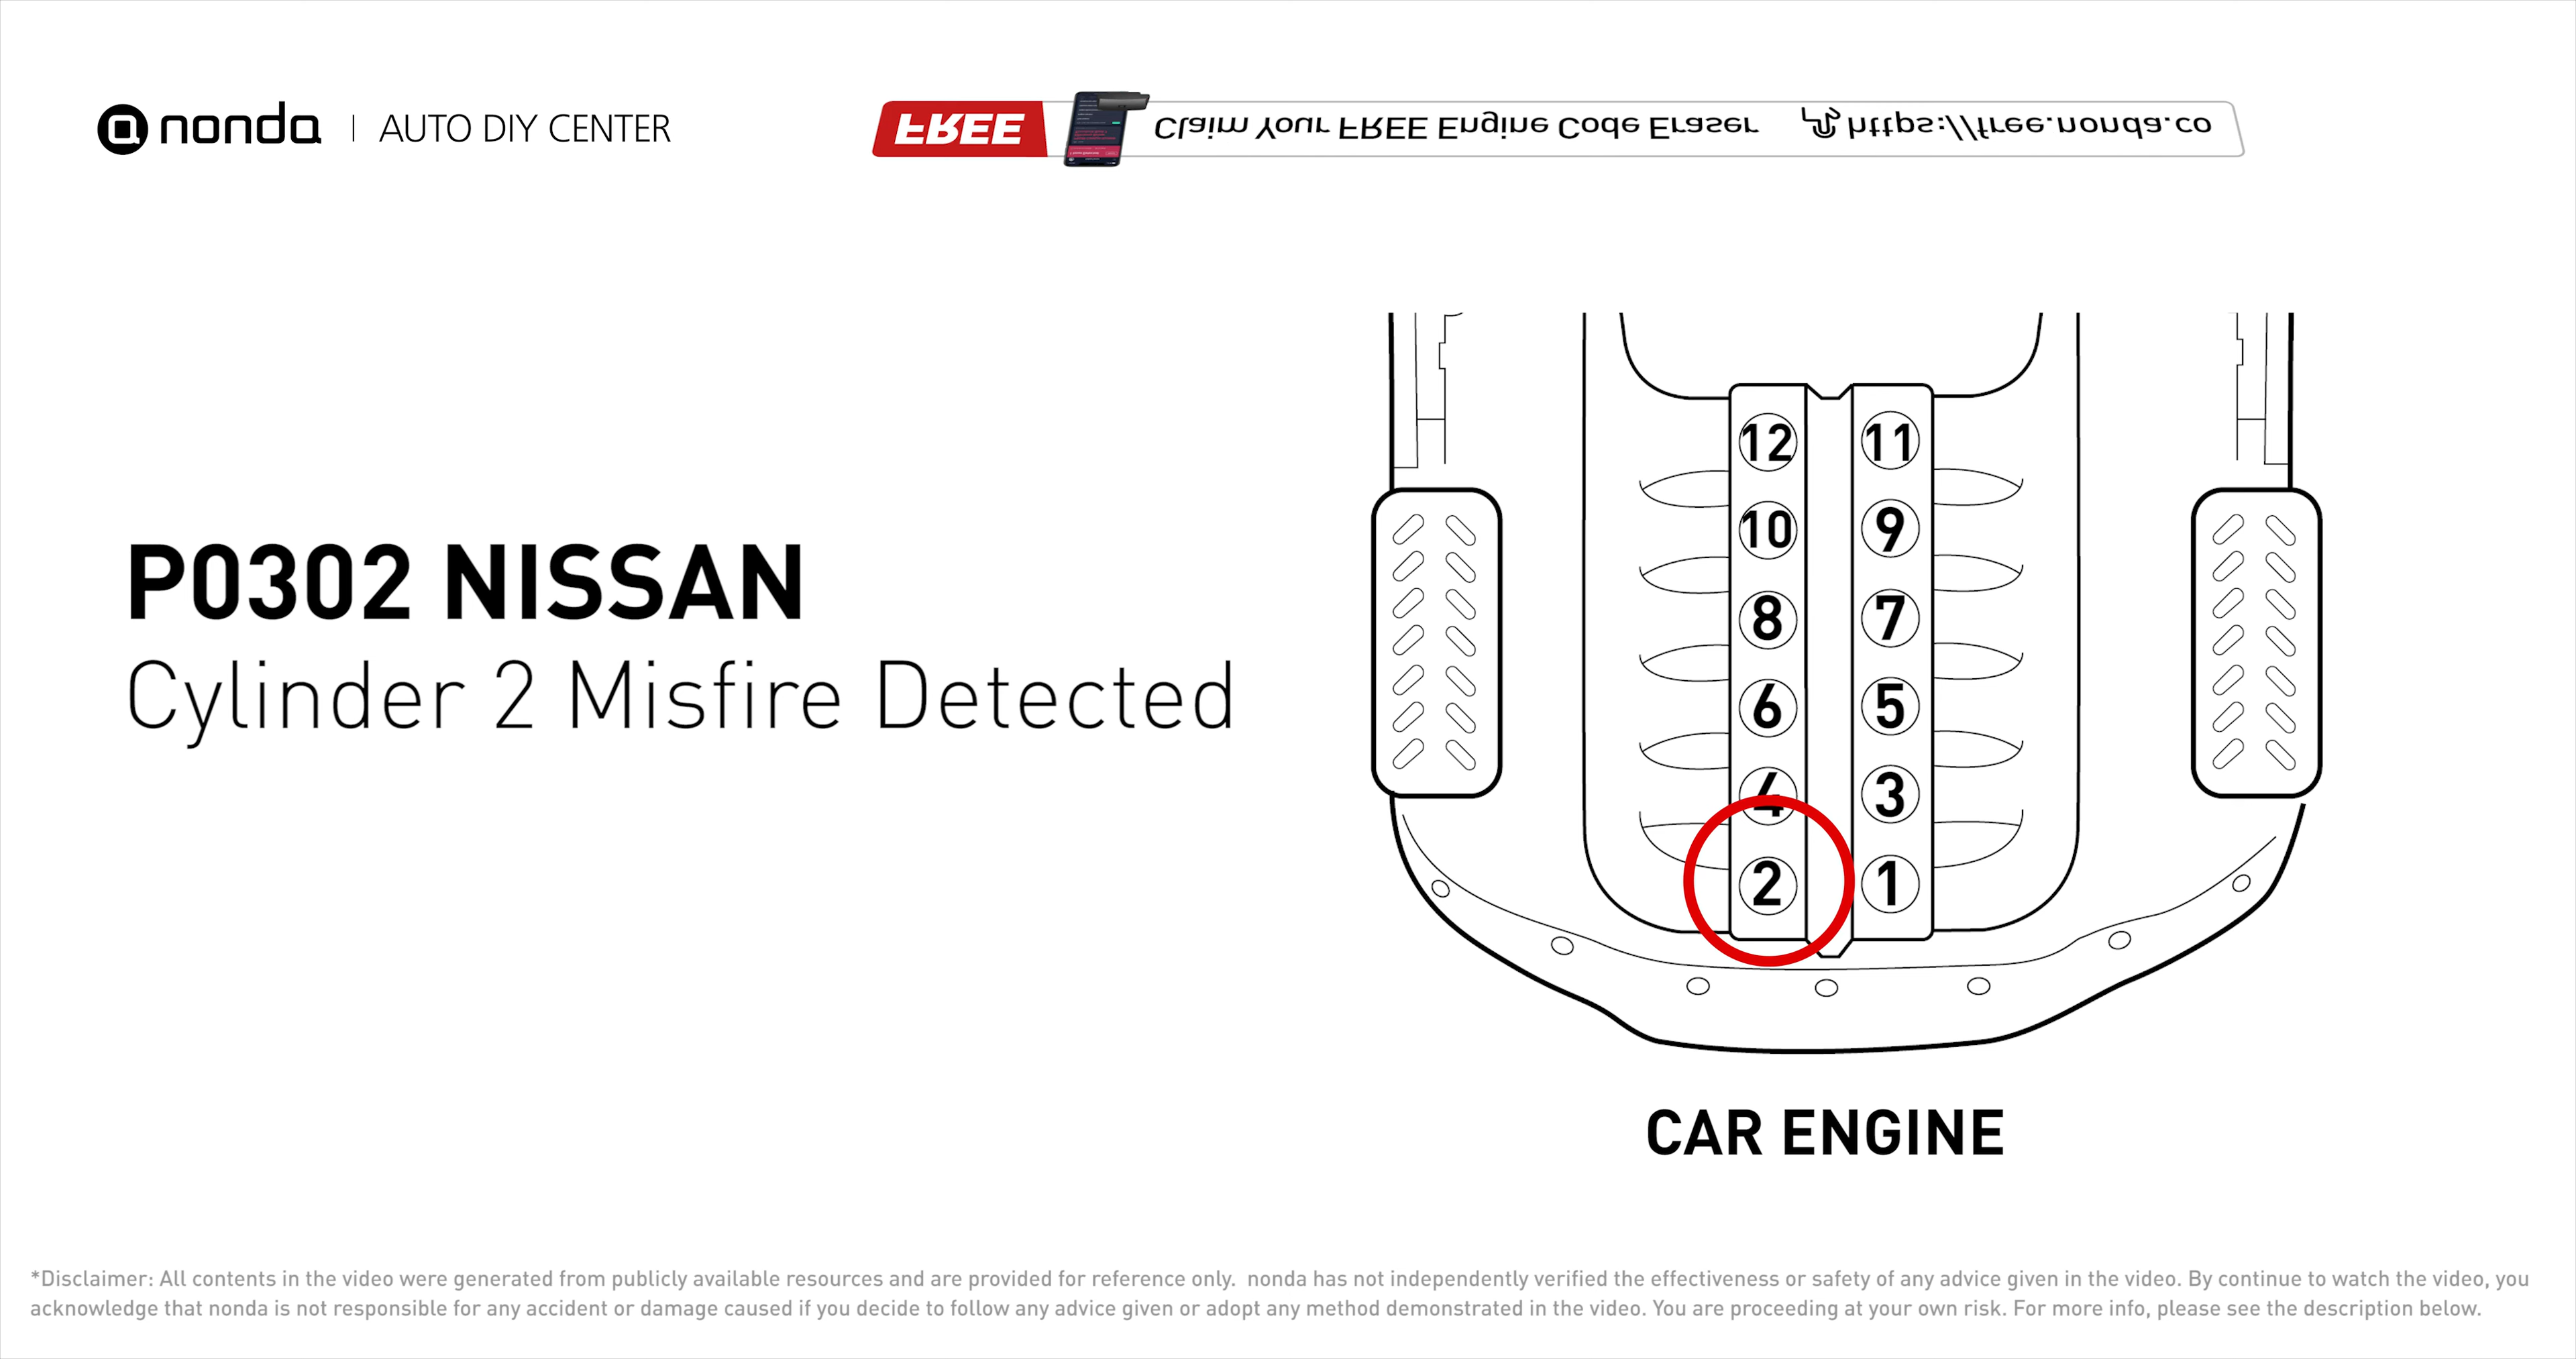 nonda | AUTO DIY CENTER
FREE Claim Your FREE Engine Code Eraser https://free.nonda.co
P0302 NISSAN
Cylinder 2 Misfire Detected
12 11
10 9
8 7
6 5
4 3
2 1
CAR ENGINE
*Disclaimer: All contents in the video were generated from publicly available resources and are provided for reference only. nonda has not independently verified the effectiveness or safety of any advice given in the video. By continue to watch the video, you
acknowledge that nonda is not responsible for any accident or damage caused if you decide to follow any advice given or adopt any method demonstrated in the video. You are proceeding at your own risk. For more info, please see the description below.